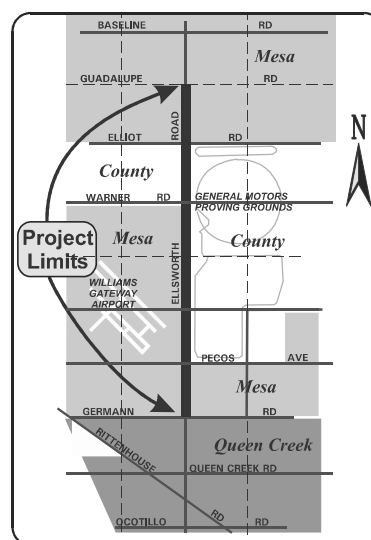 BASELINE RD
Mesa
GUADALUPE RD
ROAD
ELLIOT RD
N
County
WARNER RD
GENERAL MOTORS
PROVING GROUNDS
Project
Limits
Mesa
County
ELLSWORTH
WILLIAMS
GATEWAY
AIRPORT
PECOS AVE
Mesa
GERMANN RD
RITTENHOUSE RD
Queen Creek
QUEEN CREEK RD
OCOTILLO RD